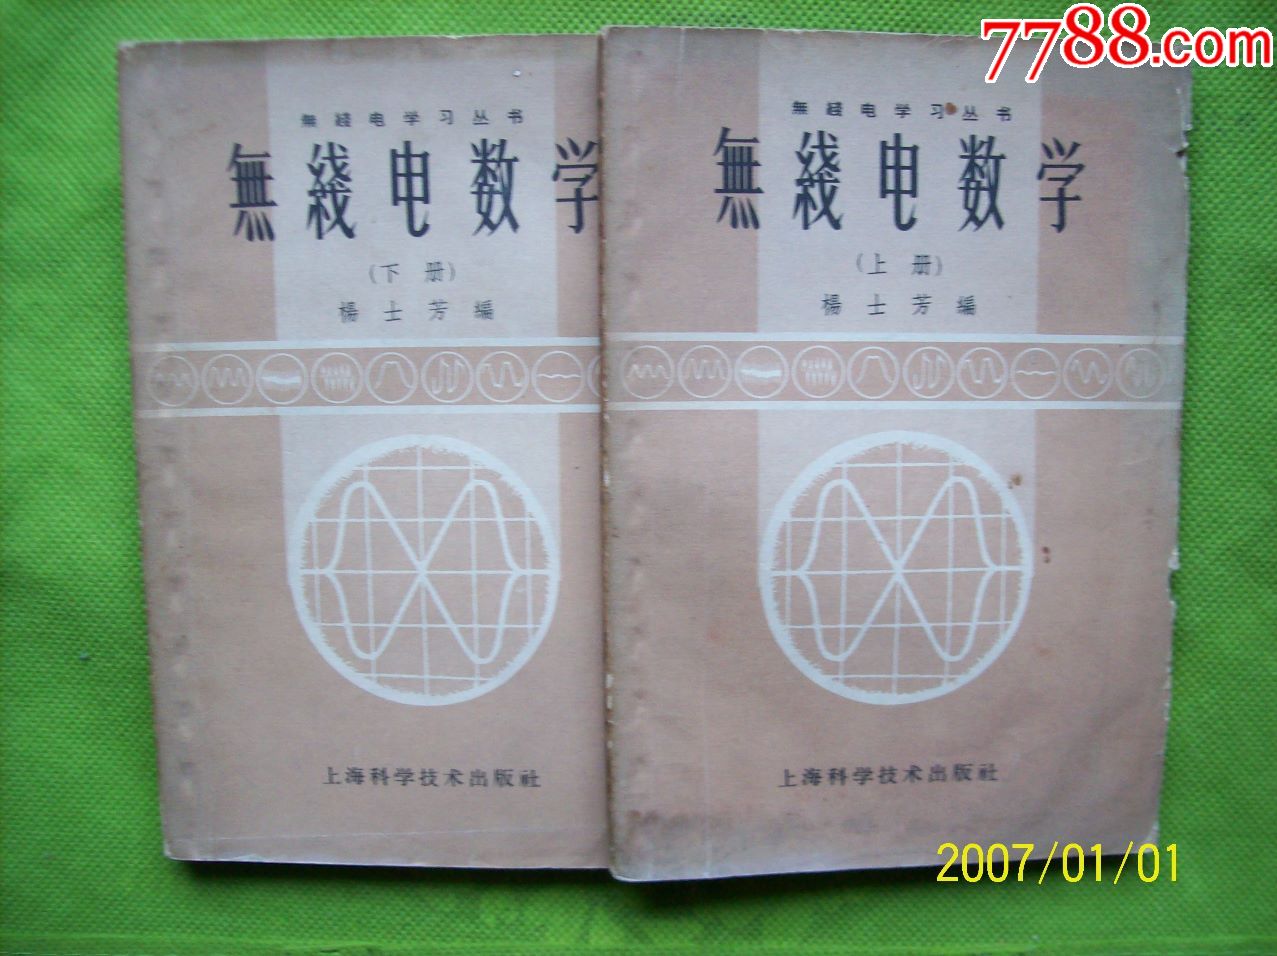 7788.com
無綫电学习丛书
無綫电数学
(下册)
楊士芳編
上海科学技术出版社
無綫电学习丛书
無綫电数学
(上册)
楊士芳編
上海科学技术出版社
2007/01/01